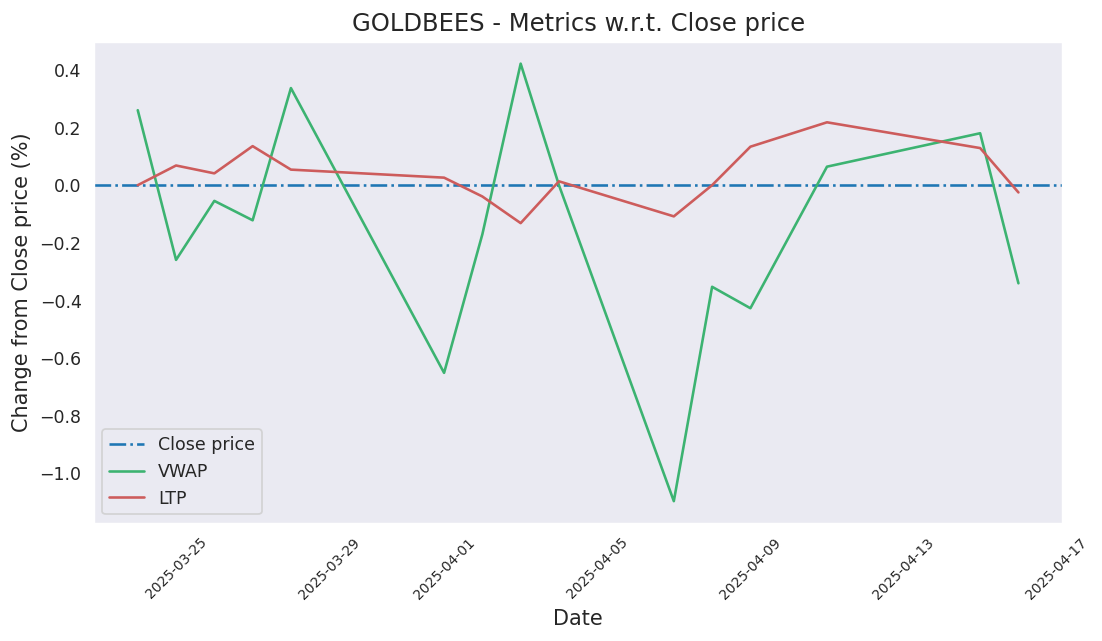 GOLDBEES - Metrics w.r.t. Close price
Change from Close price (%)
0.4
0.2
0.0
−0.2
−0.4
−0.6
−0.8
−1.0
Close price
VWAP
LTP
2025-03-25
2025-03-29
2025-04-01
2025-04-05
2025-04-09
2025-04-13
2025-04-17
Date